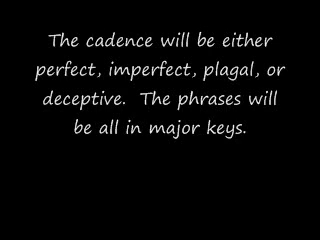 The cadence will be either
perfect, imperfect, plagal, or
deceptive.  The phrases will
be all in major keys.